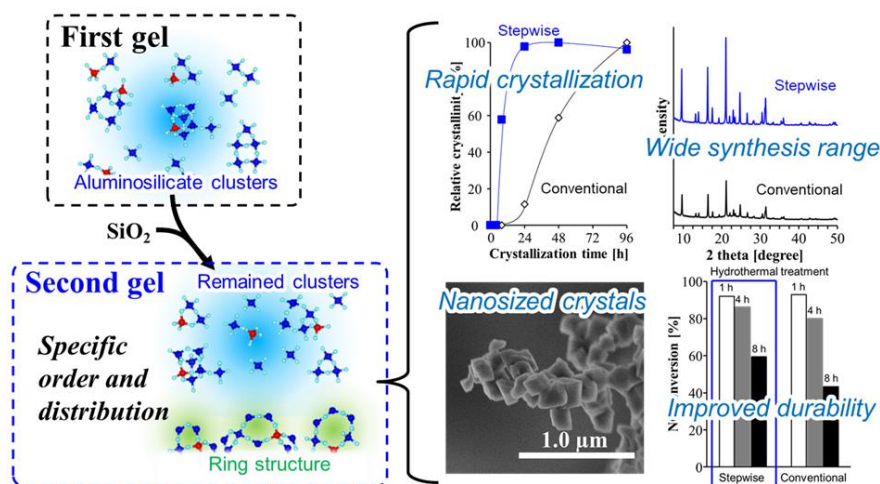 First gel
Aluminosilicate clusters
SiO2
Second gel
Remained clusters
Specific
order and
distribution
Ring structure
Stepwise
Rapid crystallization
Conventional
Relative crystallinit %]
100
80
60
40
20
0
0 24 48 72 96
Crystallization time [h]
Stepwise
Wide synthesis range
Conventional
10 20 30 40 50
2 theta [degree]
Nanosized crystals
1.0 µm
Hydrothermal treatment
1 h
4 h
8 h
1 h
4 h
8 h
Improved durability
100
80
60
40
0
Stepwise Conventional